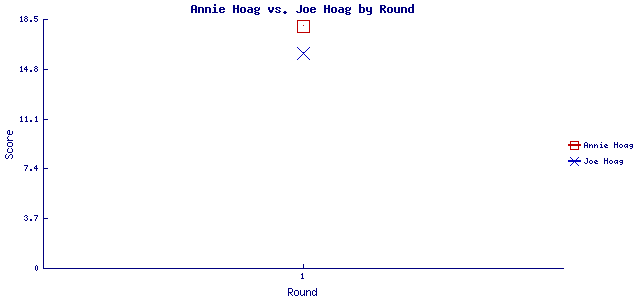 Annie Hoag vs. Joe Hoag by Round
18.5
14.8
11.1
7.4
3.7
0
Score
1
Round
Annie Hoag
Joe Hoag